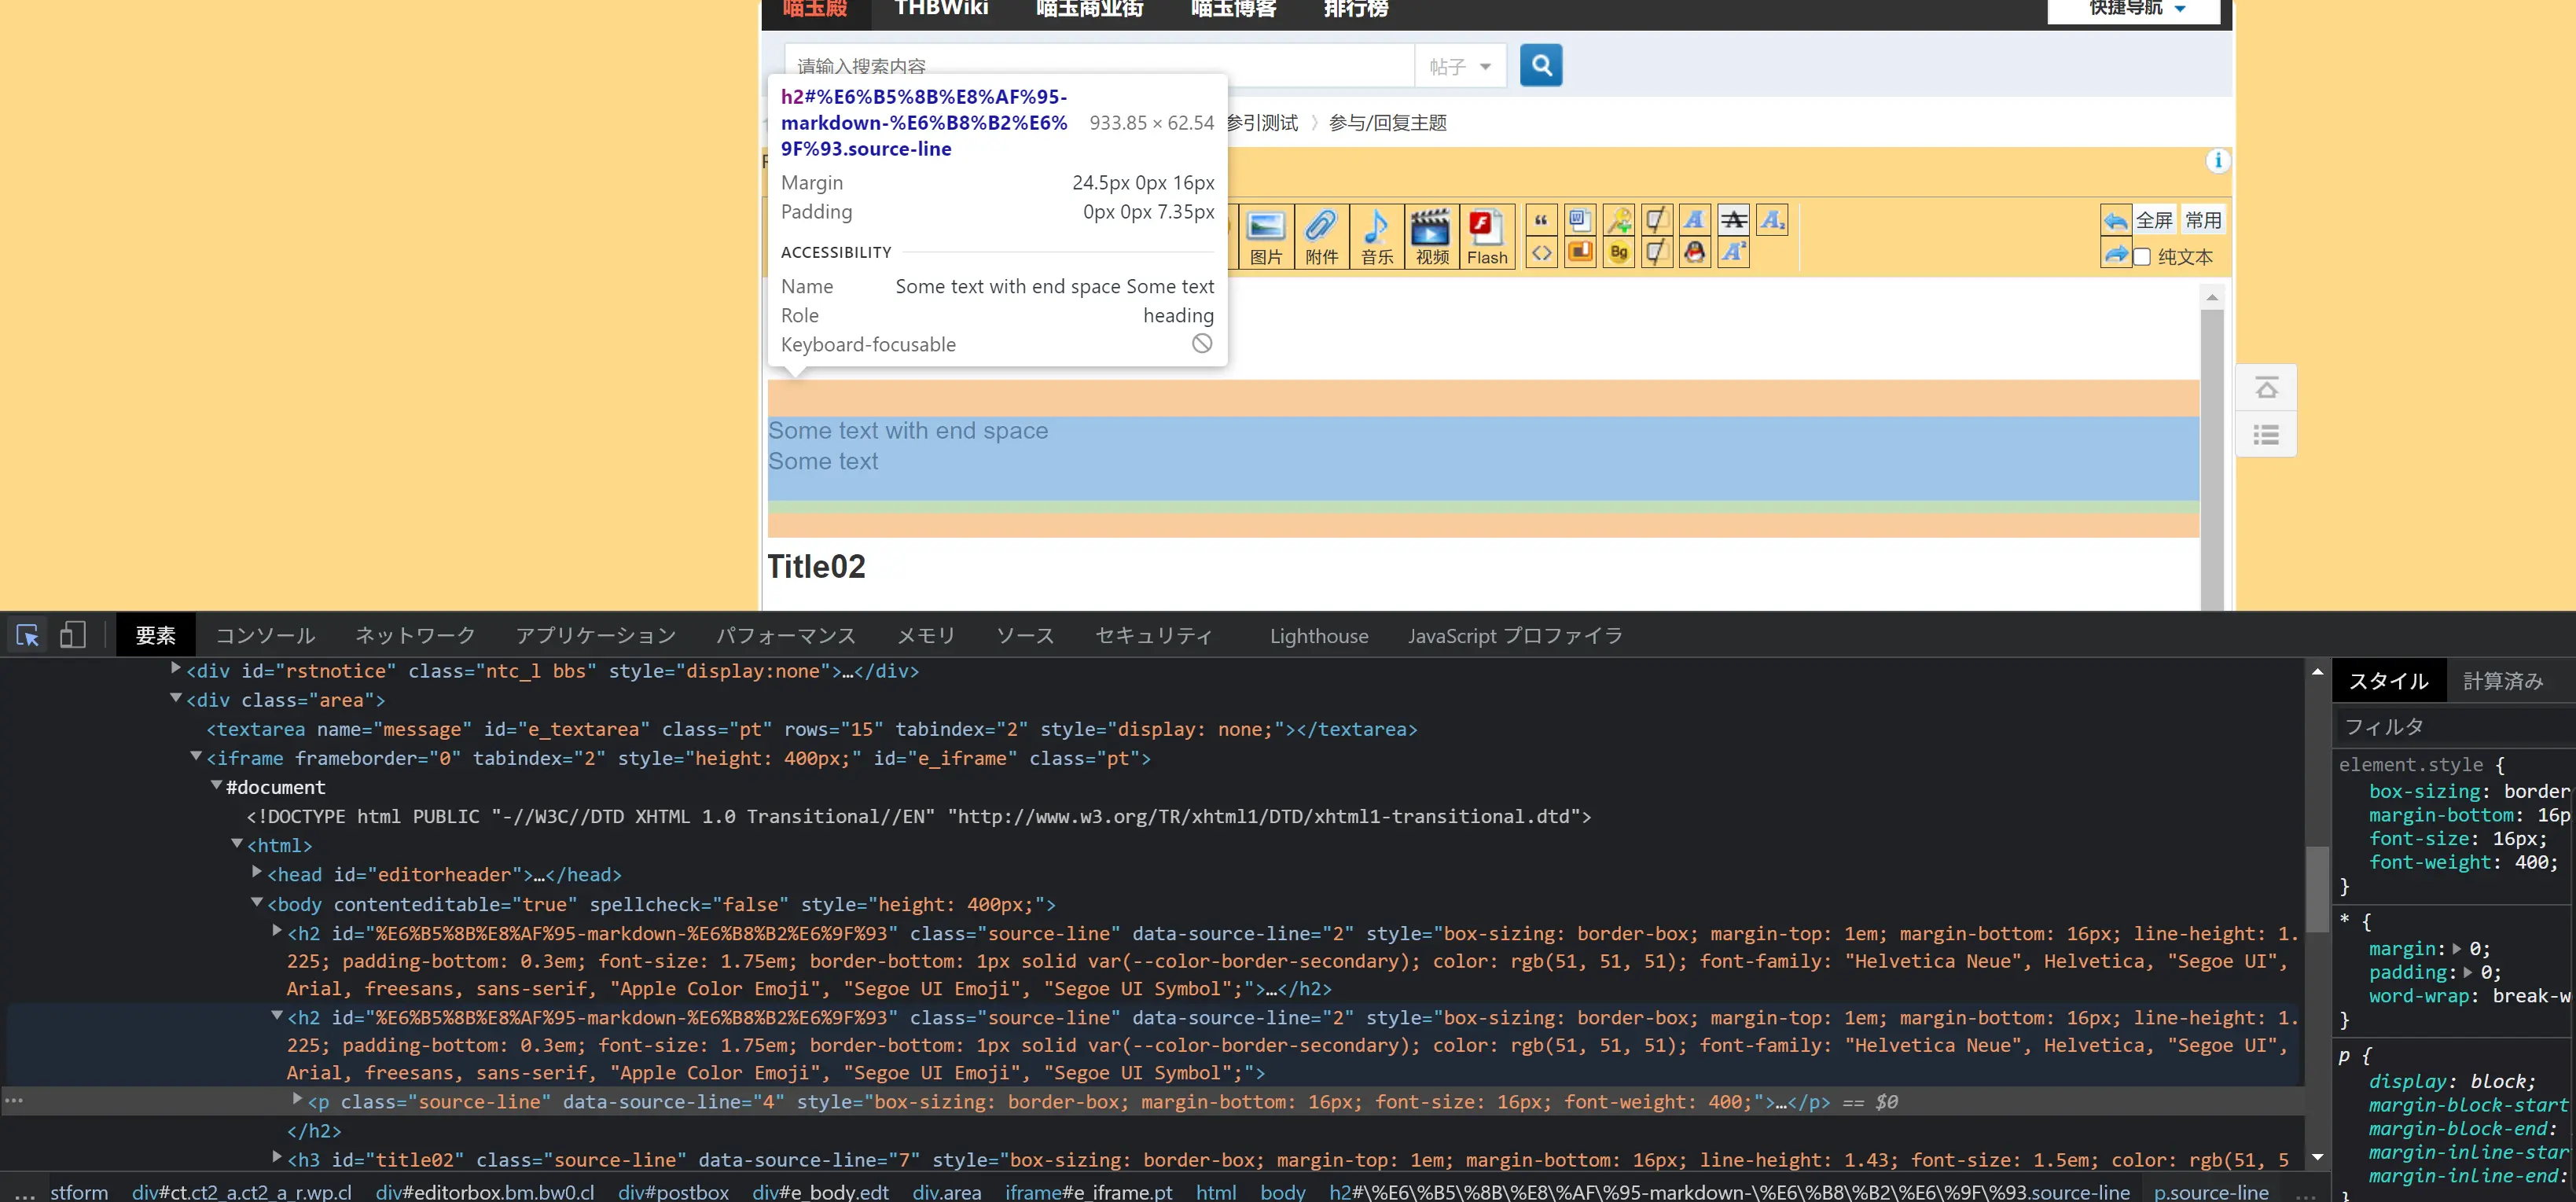 喵玉殿 THBWiki 喵玉商业街 喵玉博客 排行榜 快捷导航
请输入搜索内容 帖子
h2#%E6%B5%8B%E8%AF%95-
markdown-%E6%B8%B2%E6% 933.85 × 62.54
9F%93.source-line
参引测试 〉 参与/回复主题
Margin 24.5px 0px 16px
Padding 0px 0px 7.35px
ACCESSIBILITY
Name Some text with end space Some text
Role heading
Keyboard-focusable
图片 附件 音乐 视频 Flash
全屏 常用
纯文本
Some text with end space
Some text
Title02
要素 コンソール ネットワーク アプリケーション パフォーマンス メモリ ソース セキュリティ Lighthouse JavaScript プロファイラ
<div id="rstnotice" class="ntc_l bbs" style="display:none">…</div>
<div class="area">
<textarea name="message" id="e_textarea" class="pt" rows="15" tabindex="2" style="display: none;"></textarea>
<iframe frameborder="0" tabindex="2" style="height: 400px;" id="e_iframe" class="pt">
#document
<!DOCTYPE html PUBLIC "-//W3C//DTD XHTML 1.0 Transitional//EN" "http://www.w3.org/TR/xhtml1/DTD/xhtml1-transitional.dtd">
<html>
<head id="editorheader">…</head>
<body contenteditable="true" spellcheck="false" style="height: 400px;">
<h2 id="%E6%B5%8B%E8%AF%95-markdown-%E6%B8%B2%E6%9F%93" class="source-line" data-source-line="2" style="box-sizing: border-box; margin-top: 1em; margin-bottom: 16px; line-height: 1.
225; padding-bottom: 0.3em; font-size: 1.75em; border-bottom: 1px solid var(--color-border-secondary); color: rgb(51, 51, 51); font-family: "Helvetica Neue", Helvetica, "Segoe UI",
Arial, freesans, sans-serif, "Apple Color Emoji", "Segoe UI Emoji", "Segoe UI Symbol";">…</h2>
<h2 id="%E6%B5%8B%E8%AF%95-markdown-%E6%B8%B2%E6%9F%93" class="source-line" data-source-line="2" style="box-sizing: border-box; margin-top: 1em; margin-bottom: 16px; line-height: 1.
225; padding-bottom: 0.3em; font-size: 1.75em; border-bottom: 1px solid var(--color-border-secondary); color: rgb(51, 51, 51); font-family: "Helvetica Neue", Helvetica, "Segoe UI",
Arial, freesans, sans-serif, "Apple Color Emoji", "Segoe UI Emoji", "Segoe UI Symbol";">
<p class="source-line" data-source-line="4" style="box-sizing: border-box; margin-bottom: 16px; font-size: 16px; font-weight: 400;">…</p> == $0
</h2>
<h3 id="title02" class="source-line" data-source-line="7" style="box-sizing: border-box; margin-top: 1em; margin-bottom: 16px; line-height: 1.43; font-size: 1.5em; color: rgb(51, 5
… stform div#ct.ct2_a.ct2_a_r.wp.cl div#editorbox.bm.bw0.cl div#postbox div#e_body.edt div.area iframe#e_iframe.pt html body h2#\%E6\%B5\%8B\%E8\%AF\%95-markdown-\%E6\%B8\%B2\%E6\%9F\%93.source-line p.source-line …
スタイル 計算済み
フィルタ
element.style {
box-sizing: border
margin-bottom: 16p
font-size: 16px;
font-weight: 400;
}
* {
margin: 0;
padding: 0;
word-wrap: break-w
}
p {
display: block;
margin-block-start
margin-block-end:
margin-inline-star
margin-inline-end:
}